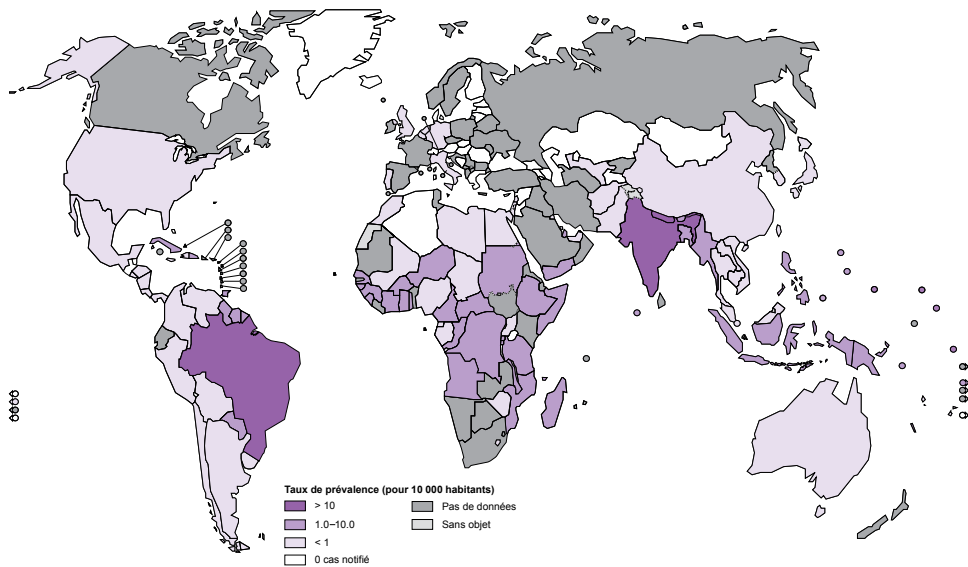 Taux de prévalence (pour 10 000 habitants)
> 10
1.0–10.0
< 1
0 cas notifié
Pas de données
Sans objet